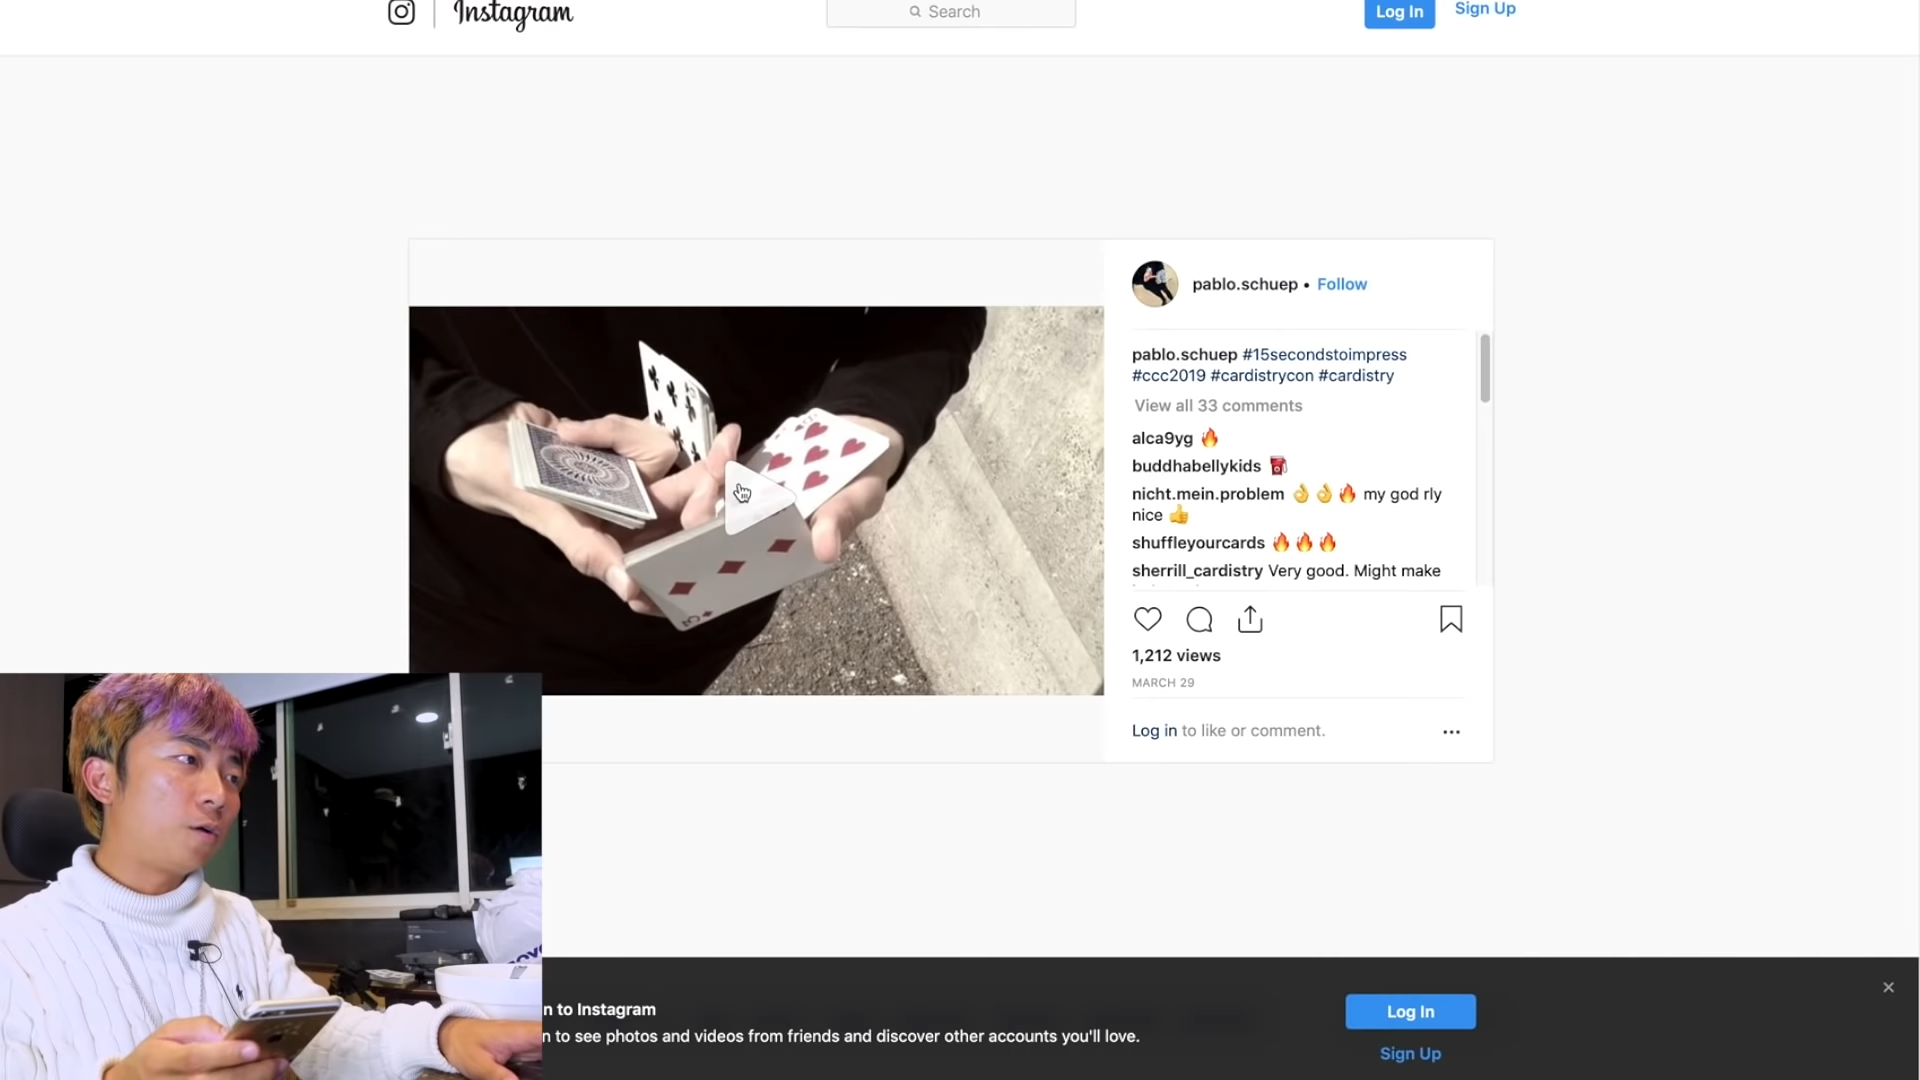 Instagram
Search
Log In
Sign Up
pablo.schuep • Follow
pablo.schuep #15secondstoimpress
#ccc2019 #cardistrycon #cardistry
View all 33 comments
alca9yg 🔥
buddhabellykids ⛽
nicht.mein.problem 👌👌🔥 my god rly
nice 👍
shuffleyourcards 🔥🔥🔥
sherrill_cardistry Very good. Might make
1,212 views
MARCH 29
Log in to like or comment.
n to Instagram
n to see photos and videos from friends and discover other accounts you'll love.
Log In
Sign Up
3